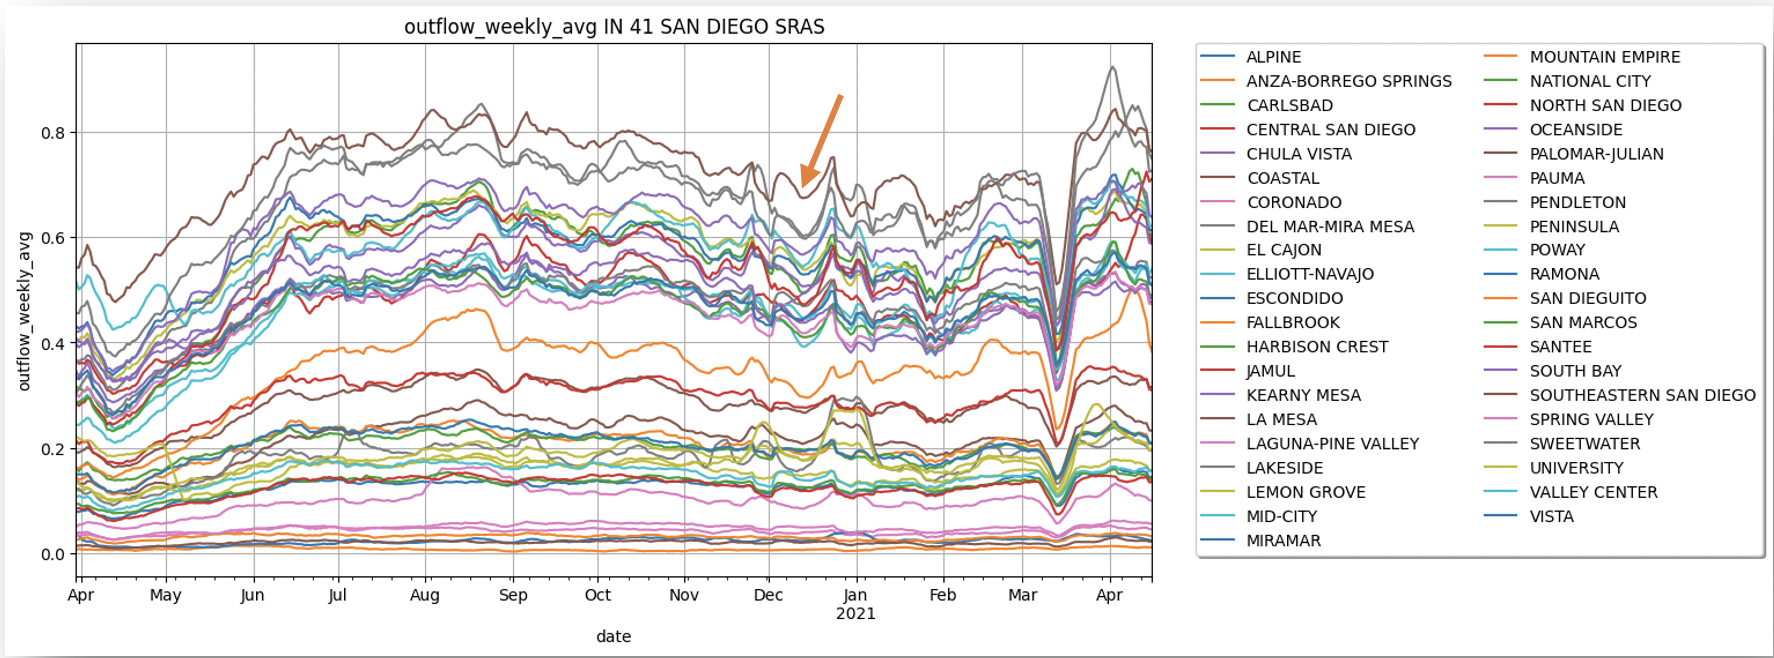 outflow_weekly_avg IN 41 SAN DIEGO SRAS
outflow_weekly_avg
0.8
0.6
0.4
0.2
0.0
Apr May Jun Jul Aug Sep Oct Nov Dec Jan Feb Mar Apr
2021
date
ALPINE
ANZA-BORREGO SPRINGS
CARLSBAD
CENTRAL SAN DIEGO
CHULA VISTA
COASTAL
CORONADO
DEL MAR-MIRA MESA
EL CAJON
ELLIOTT-NAVAJO
ESCONDIDO
FALLBROOK
HARBISON CREST
JAMUL
KEARNY MESA
LA MESA
LAGUNA-PINE VALLEY
LAKESIDE
LEMON GROVE
MID-CITY
MIRAMAR
MOUNTAIN EMPIRE
NATIONAL CITY
NORTH SAN DIEGO
OCEANSIDE
PALOMAR-JULIAN
PAUMA
PENDLETON
PENINSULA
POWAY
RAMONA
SAN DIEGUITO
SAN MARCOS
SANTEE
SOUTH BAY
SOUTHEASTERN SAN DIEGO
SPRING VALLEY
SWEETWATER
UNIVERSITY
VALLEY CENTER
VISTA